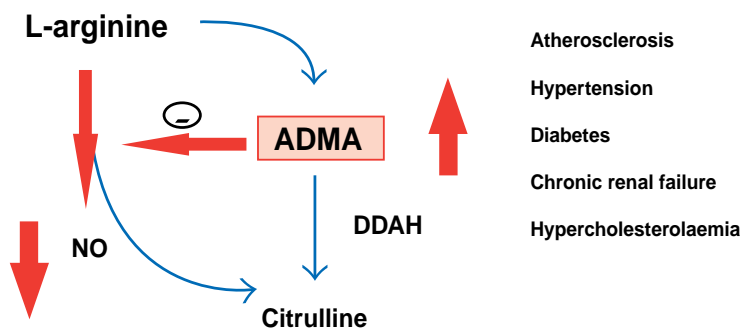 L-arginine
-
ADMA
DDAH
NO
Citrulline
Atherosclerosis
Hypertension
Diabetes
Chronic renal failure
Hypercholesterolaemia